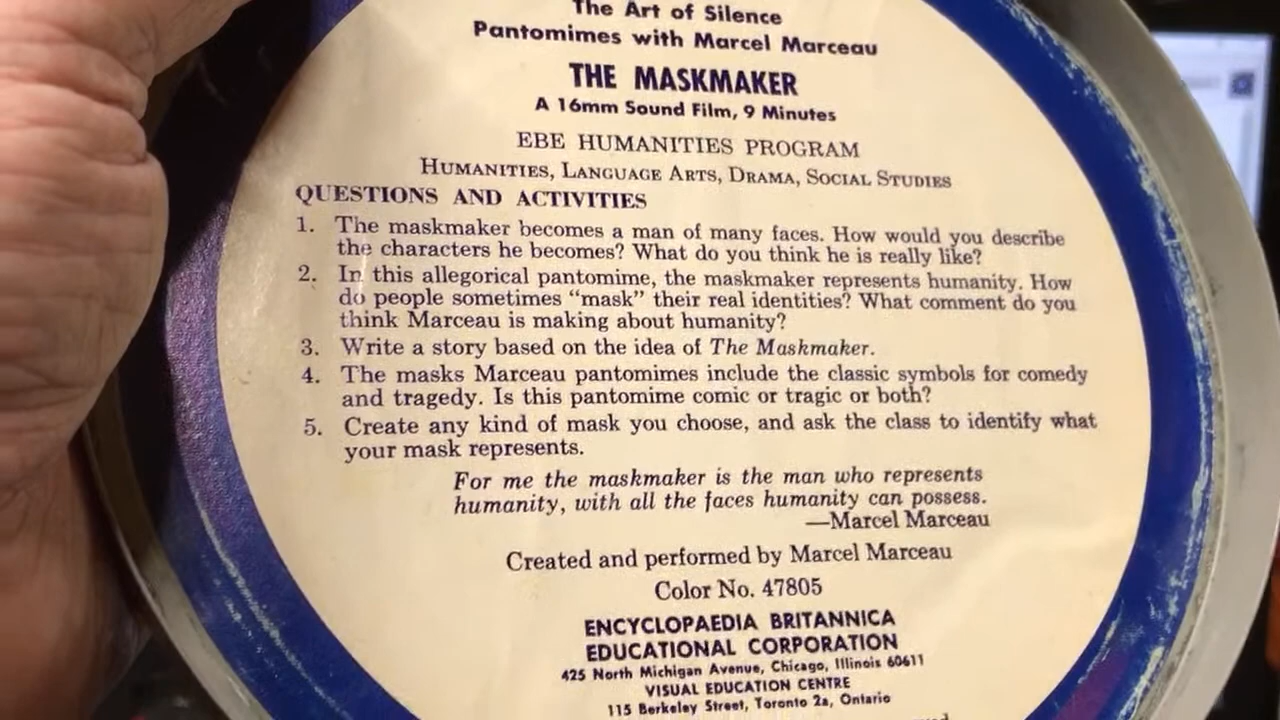 The Art of Silence
Pantomimes with Marcel Marceau
THE MASKMAKER
A 16mm Sound Film, 9 Minutes
EBE HUMANITIES PROGRAM
HUMANITIES, LANGUAGE ARTS, DRAMA, SOCIAL STUDIES
QUESTIONS AND ACTIVITIES
1. The maskmaker becomes a man of many faces. How would you describe
the characters he becomes? What do you think he is really like?
2. In this allegorical pantomime, the maskmaker represents humanity. How
do people sometimes “mask” their real identities? What comment do you
think Marceau is making about humanity?
3. Write a story based on the idea of The Maskmaker.
4. The masks Marceau pantomimes include the classic symbols for comedy
and tragedy. Is this pantomime comic or tragic or both?
5. Create any kind of mask you choose, and ask the class to identify what
your mask represents.
For me the maskmaker is the man who represents
humanity, with all the faces humanity can possess.
—Marcel Marceau
Created and performed by Marcel Marceau
Color No. 47805
ENCYCLOPAEDIA BRITANNICA
EDUCATIONAL CORPORATION
425 North Michigan Avenue, Chicago, Illinois 60611
VISUAL EDUCATION CENTRE
115 Berkeley Street, Toronto 2a, Ontario